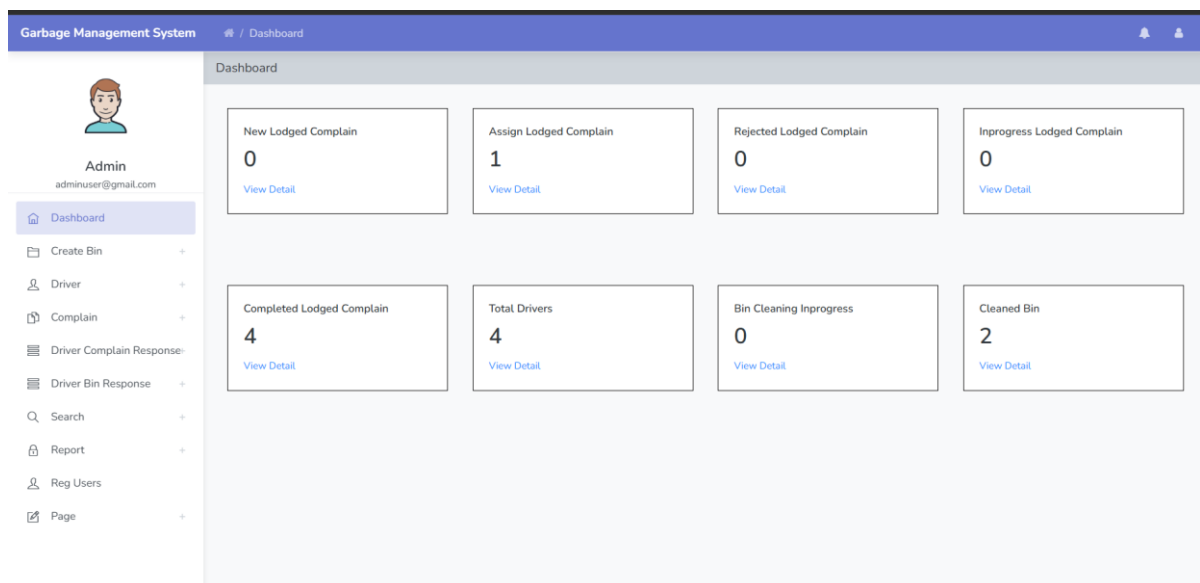 Garbage Management System / Dashboard
Admin
adminuser@gmail.com
Dashboard
Create Bin +
Driver +
Complain +
Driver Complain Response+
Driver Bin Response +
Search +
Report +
Reg Users
Page +
Dashboard
New Lodged Complain
0
View Detail
Assign Lodged Complain
1
View Detail
Rejected Lodged Complain
0
View Detail
Inprogress Lodged Complain
0
View Detail
Completed Lodged Complain
4
View Detail
Total Drivers
4
View Detail
Bin Cleaning Inprogress
0
View Detail
Cleaned Bin
2
View Detail